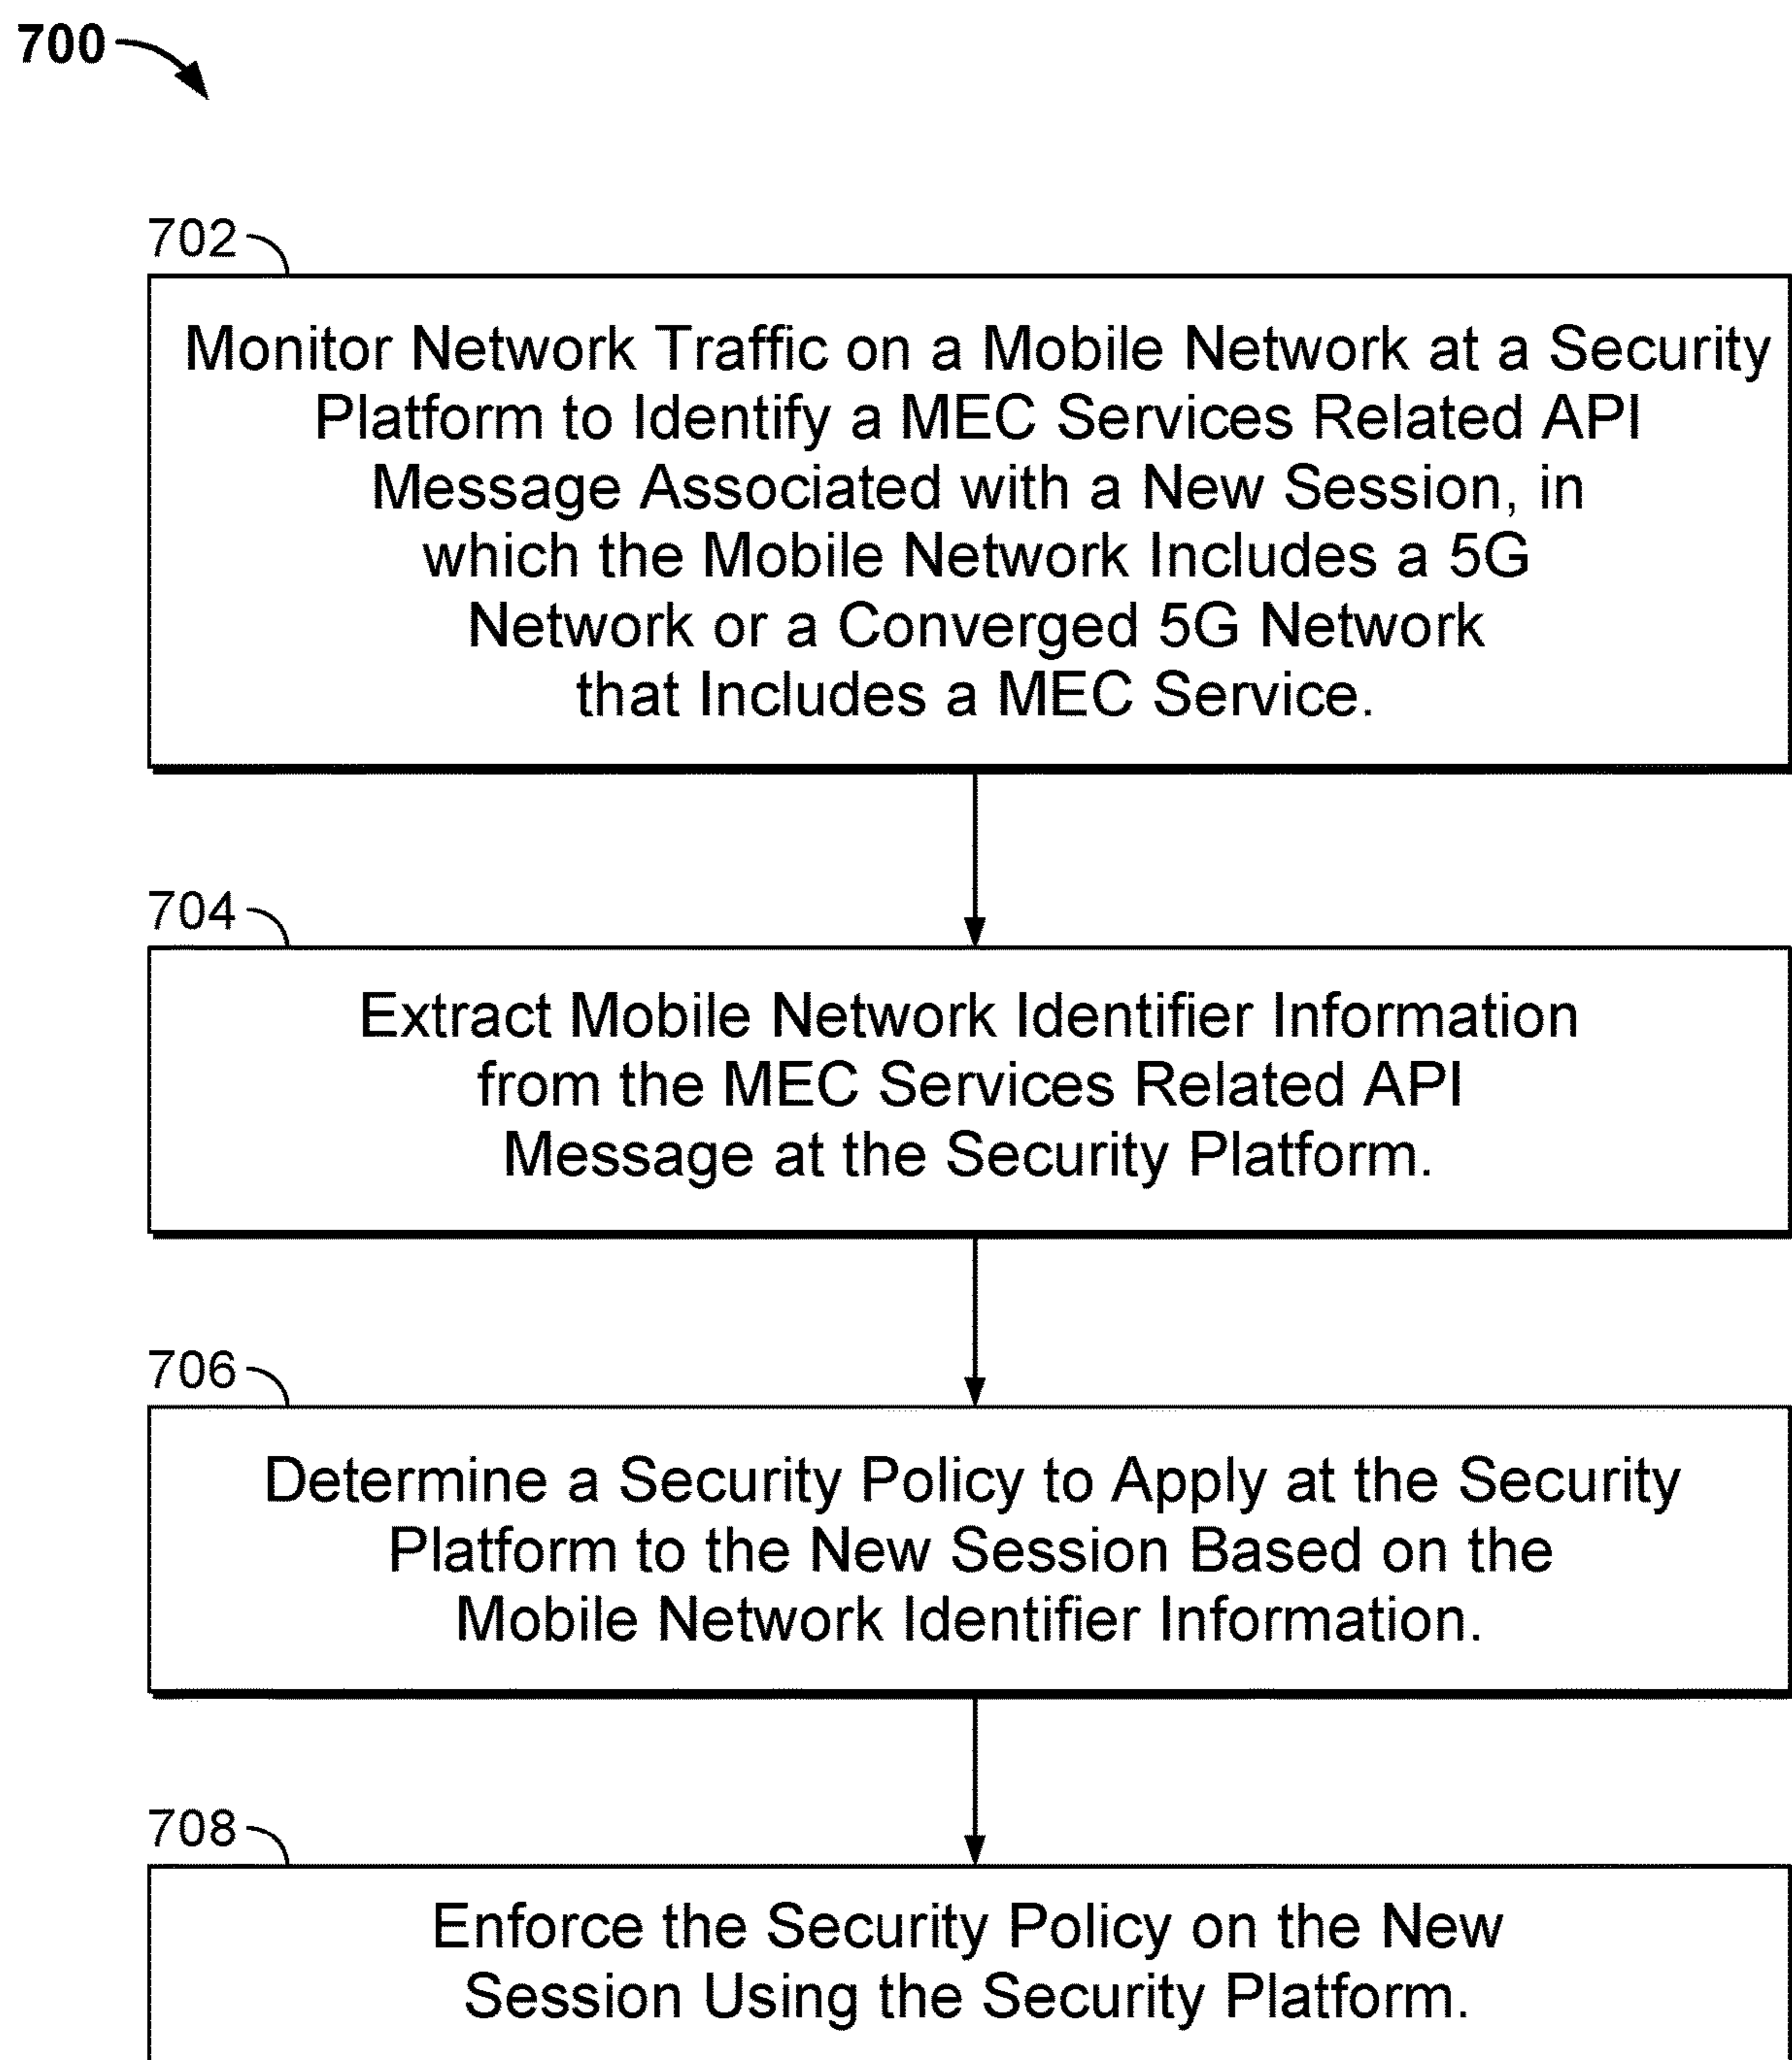 700
702
Monitor Network Traffic on a Mobile Network at a Security
Platform to Identify a MEC Services Related API
Message Associated with a New Session, in
which the Mobile Network Includes a 5G
Network or a Converged 5G Network
that Includes a MEC Service.
704
Extract Mobile Network Identifier Information
from the MEC Services Related API
Message at the Security Platform.
706
Determine a Security Policy to Apply at the Security
Platform to the New Session Based on the
Mobile Network Identifier Information.
708
Enforce the Security Policy on the New
Session Using the Security Platform.